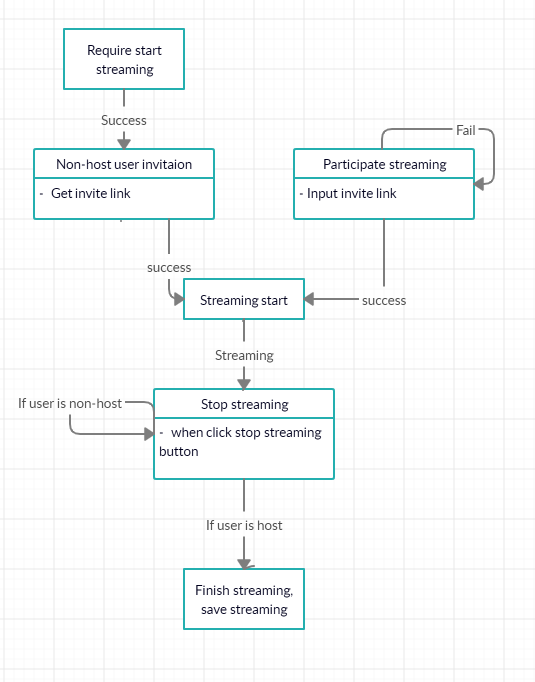 Require start
streaming
Success
Fail
Non-host user invitaion
Participate streaming
- Get invite link
- Input invite link
success
Streaming start
success
Streaming
If user is non-host
Stop streaming
- when click stop streaming
button
If user is host
Finish streaming,
save streaming